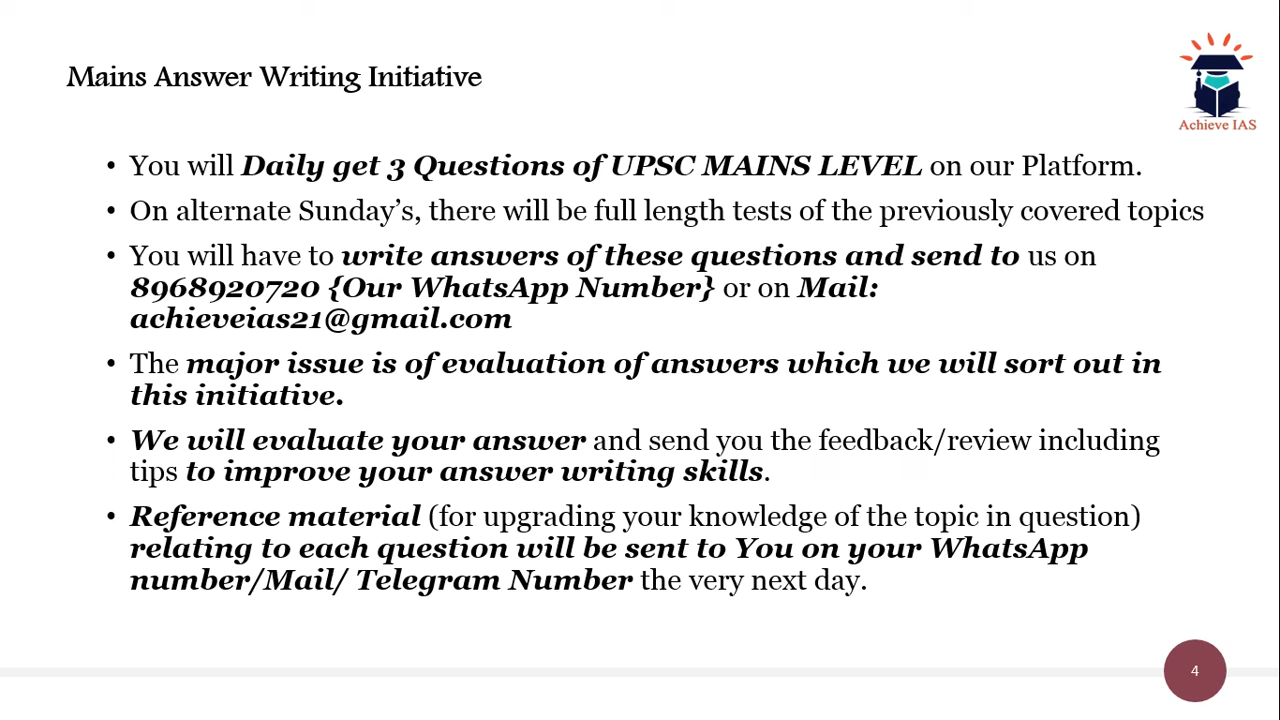 Mains Answer Writing Initiative
Achieve IAS
• You will Daily get 3 Questions of UPSC MAINS LEVEL on our Platform.
• On alternate Sunday’s, there will be full length tests of the previously covered topics
• You will have to write answers of these questions and send to us on
8968920720 {Our WhatsApp Number} or on Mail:
achieveias21@gmail.com
• The major issue is of evaluation of answers which we will sort out in
this initiative.
• We will evaluate your answer and send you the feedback/review including
tips to improve your answer writing skills.
• Reference material (for upgrading your knowledge of the topic in question)
relating to each question will be sent to You on your WhatsApp
number/Mail/ Telegram Number the very next day.
4